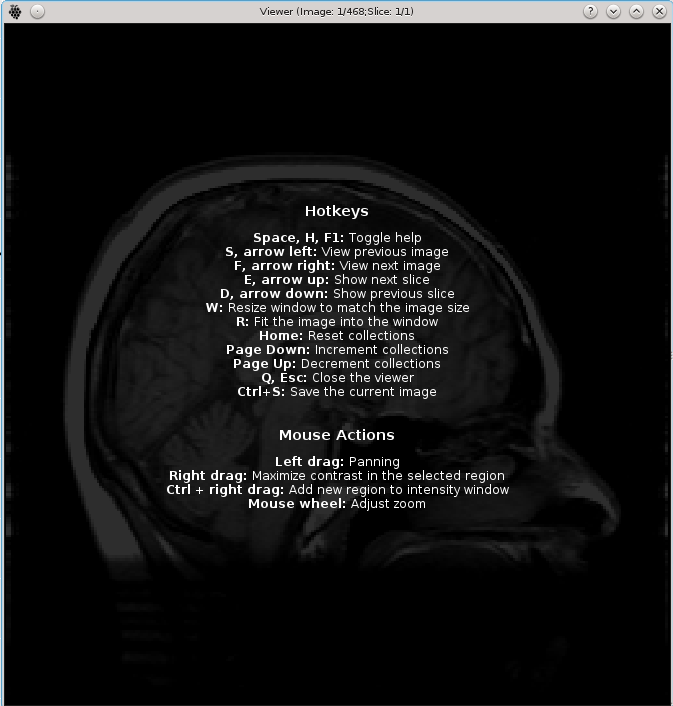 Viewer (Image: 1/468;Slice: 1/1)
Hotkeys
Space, H, F1: Toggle help
S, arrow left: View previous image
F, arrow right: View next image
E, arrow up: Show next slice
D, arrow down: Show previous slice
W: Resize window to match the image size
R: Fit the image into the window
Home: Reset collections
Page Down: Increment collections
Page Up: Decrement collections
Q, Esc: Close the viewer
Ctrl+S: Save the current image
Mouse Actions
Left drag: Panning
Right drag: Maximize contrast in the selected region
Ctrl + right drag: Add new region to intensity window
Mouse wheel: Adjust zoom